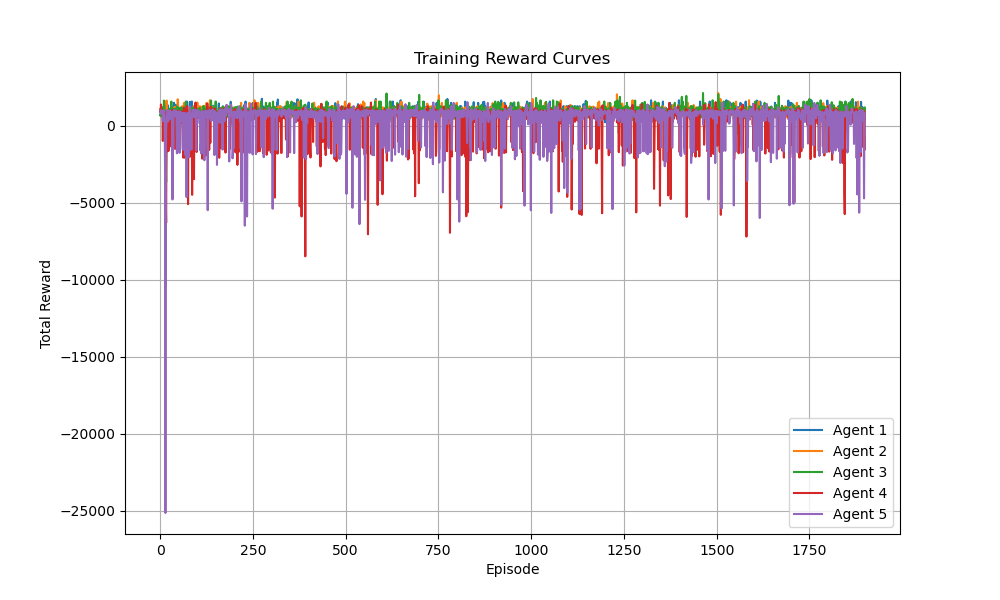 Training Reward Curves
Total Reward
0
−5000
−10000
−15000
−20000
−25000
0 250 500 750 1000 1250 1500 1750
Episode
Agent 1
Agent 2
Agent 3
Agent 4
Agent 5